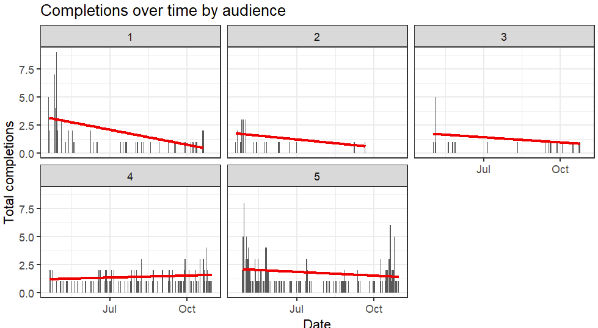 Completions over time by audience
1 2 3
7.5
5.0
2.5
0.0
Jul Oct
4 5
7.5
5.0
2.5
0.0
Jul Oct Jul Oct
Total completions
Date